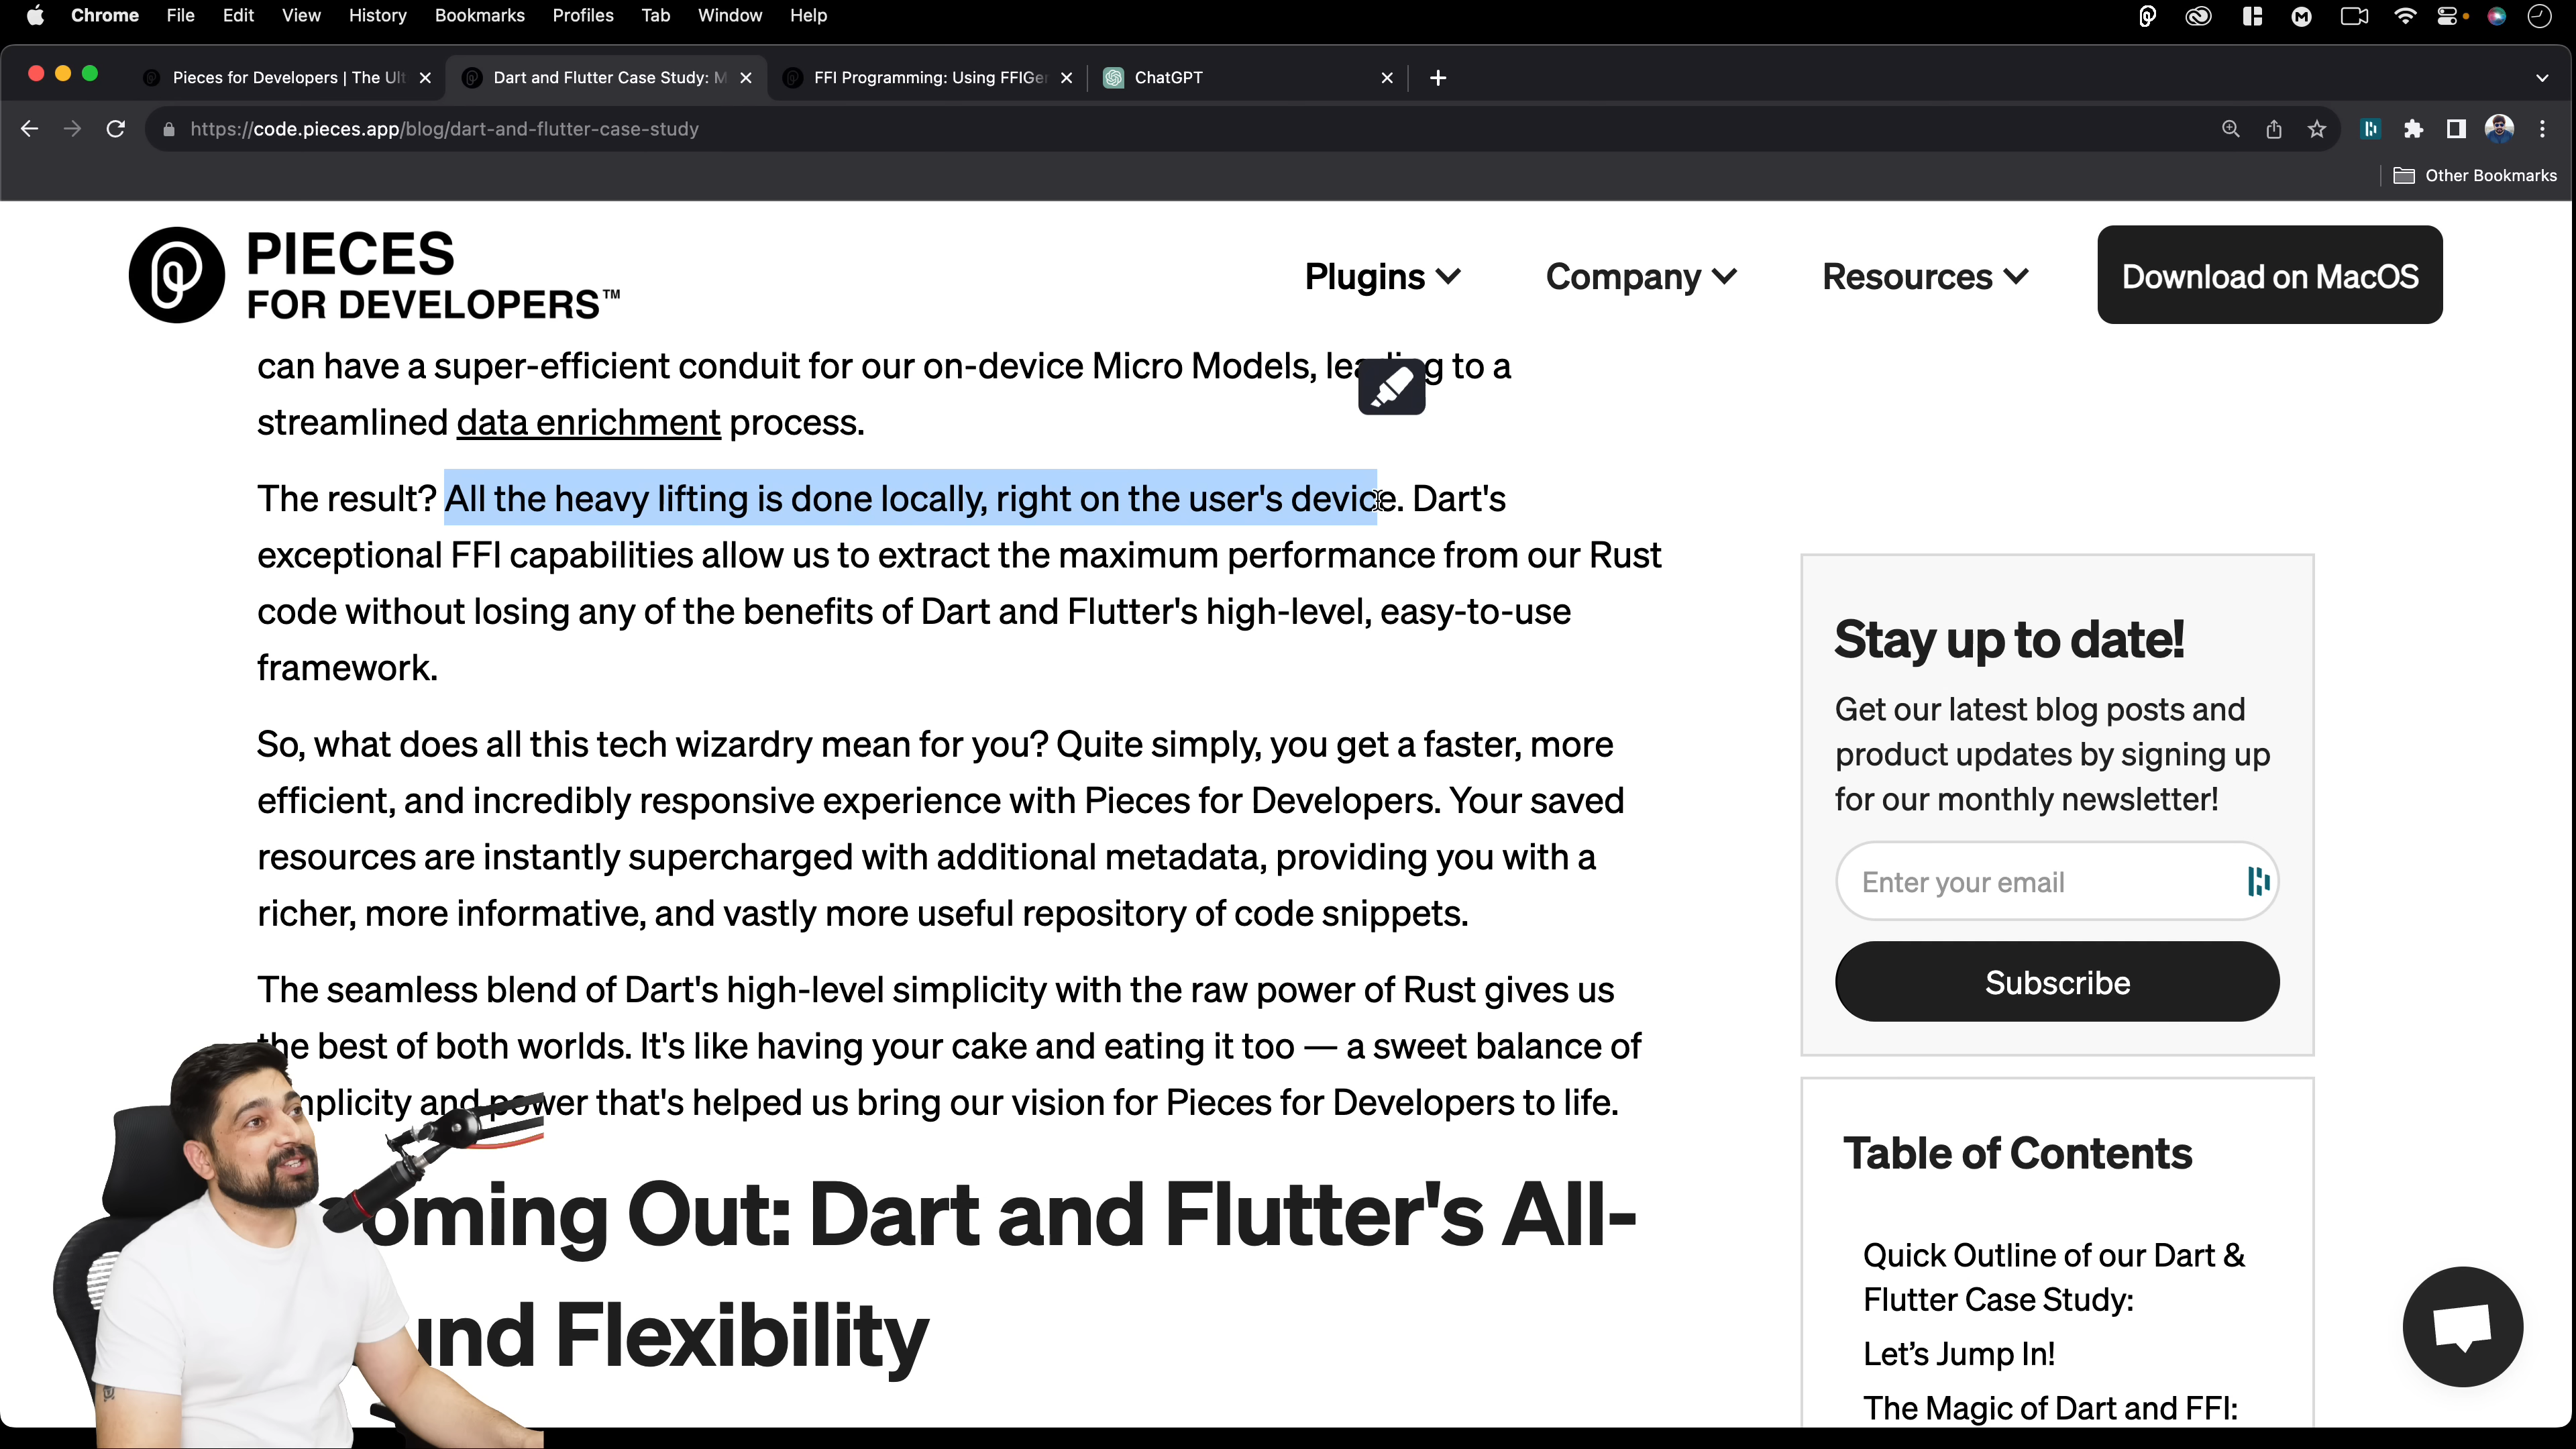 Chrome File Edit View History Bookmarks Profiles Tab Window Help
Pieces for Developers | The Ult
Dart and Flutter Case Study: M
FFI Programming: Using FFIGe
ChatGPT
https://code.pieces.app/blog/dart-and-flutter-case-study
Other Bookmarks
PIECES
FOR DEVELOPERS™
Plugins
Company
Resources
Download on MacOS
can have a super-efficient conduit for our on-device Micro Models, to a
streamlined data enrichment process.
The result? All the heavy lifting is done locally, right on the user's device. Dart's
exceptional FFI capabilities allow us to extract the maximum performance from our Rust
code without losing any of the benefits of Dart and Flutter's high-level, easy-to-use
framework.
So, what does all this tech wizardry mean for you? Quite simply, you get a faster, more
efficient, and incredibly responsive experience with Pieces for Developers. Your saved
resources are instantly supercharged with additional metadata, providing you with a
richer, more informative, and vastly more useful repository of code snippets.
The seamless blend of Dart's high-level simplicity with the raw power of Rust gives us
the best of both worlds. It's like having your cake and eating it too — a sweet balance of
and power that's helped us bring our vision for Pieces for Developers to life.
oming Out: Dart and Flutter's All-
und Flexibility
Stay up to date!
Get our latest blog posts and
product updates by signing up
for our monthly newsletter!
Enter your email
Subscribe
Table of Contents
Quick Outline of our Dart &
Flutter Case Study:
Let's Jump In!
The Magic of Dart and FFI: